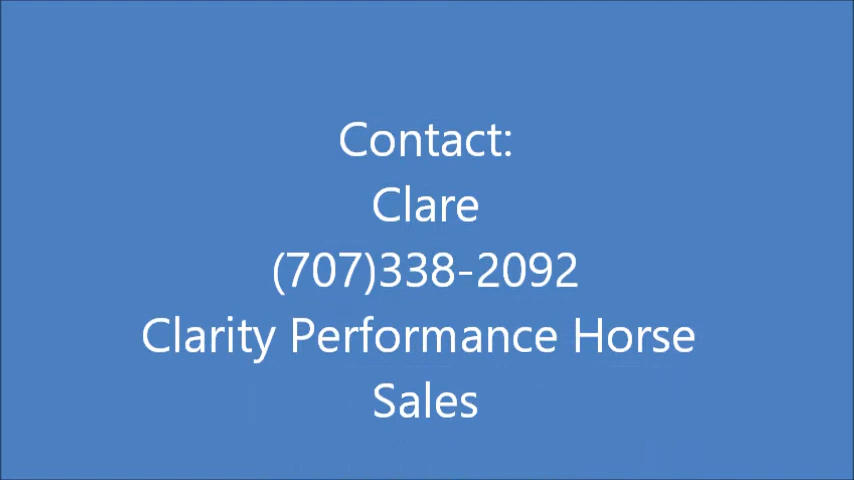 Contact:
Clare
(707)338-2092
Clarity Performance Horse
Sales